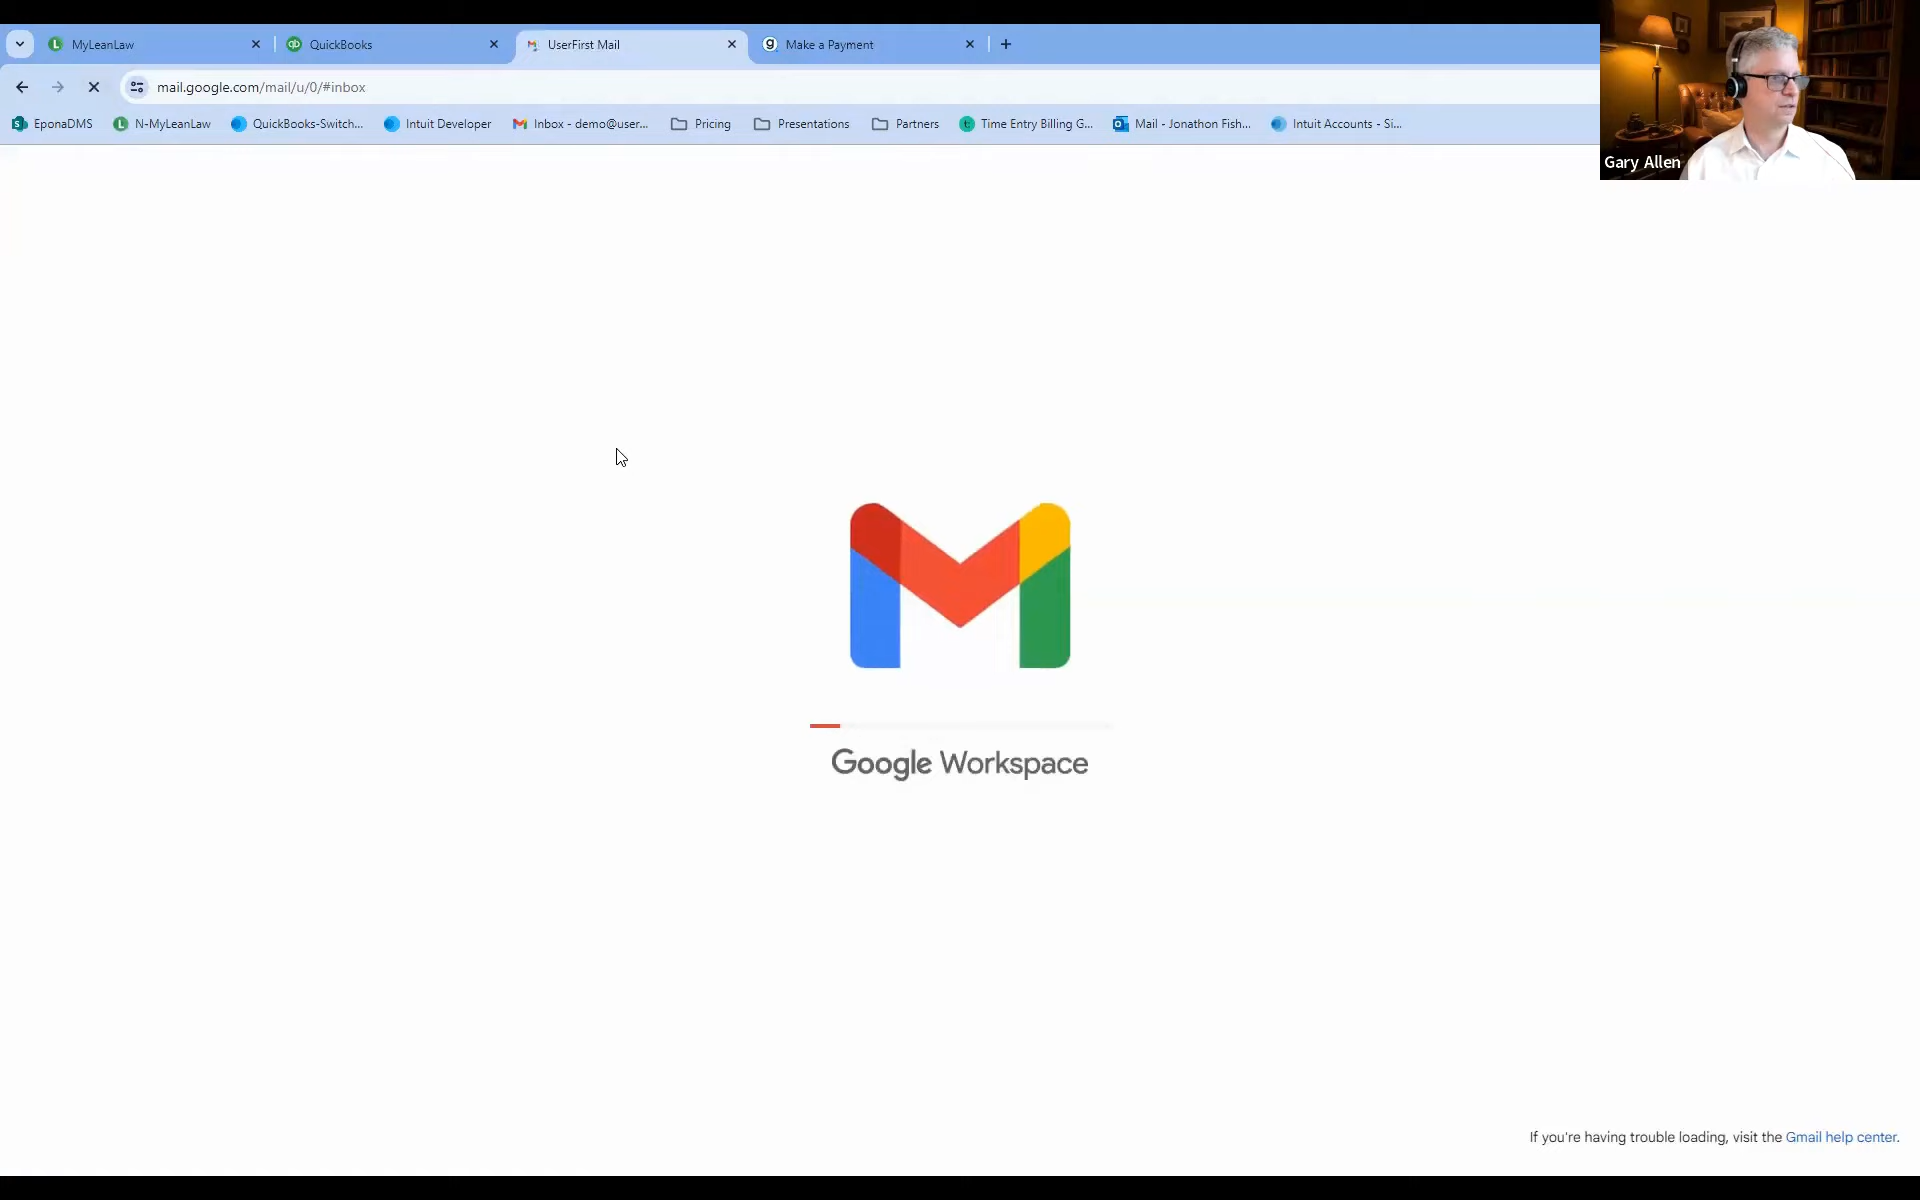 MyLeanLaw
QuickBooks
UserFirst Mail
Make a Payment
mail.google.com/mail/u/0/#inbox
EponaDMS
N-MyLeanLaw
QuickBooks-Switch...
Intuit Developer
Inbox - demo@user...
Pricing
Presentations
Partners
Time Entry Billing G...
Mail - Jonathon Fish...
Intuit Accounts - Si...
Gary Allen
Google Workspace
If you're having trouble loading, visit the Gmail help center.